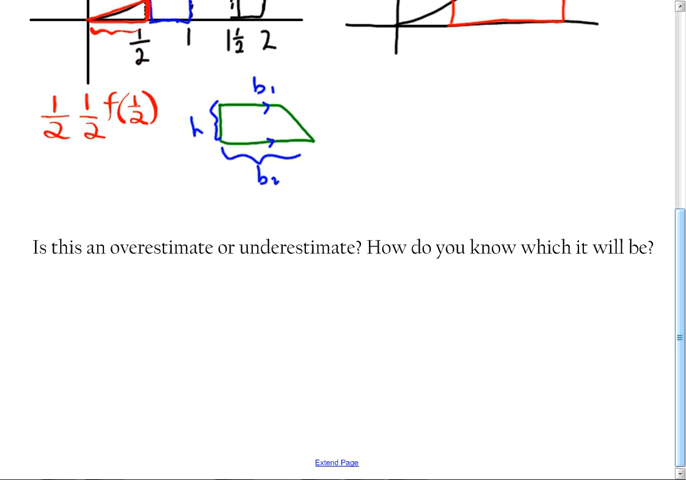 1/2 1 1 1/2 2
1/2 1/2 f(1/2)
b₁
h
b₂
Is this an overestimate or underestimate? How do you know which it will be?
Extend Page